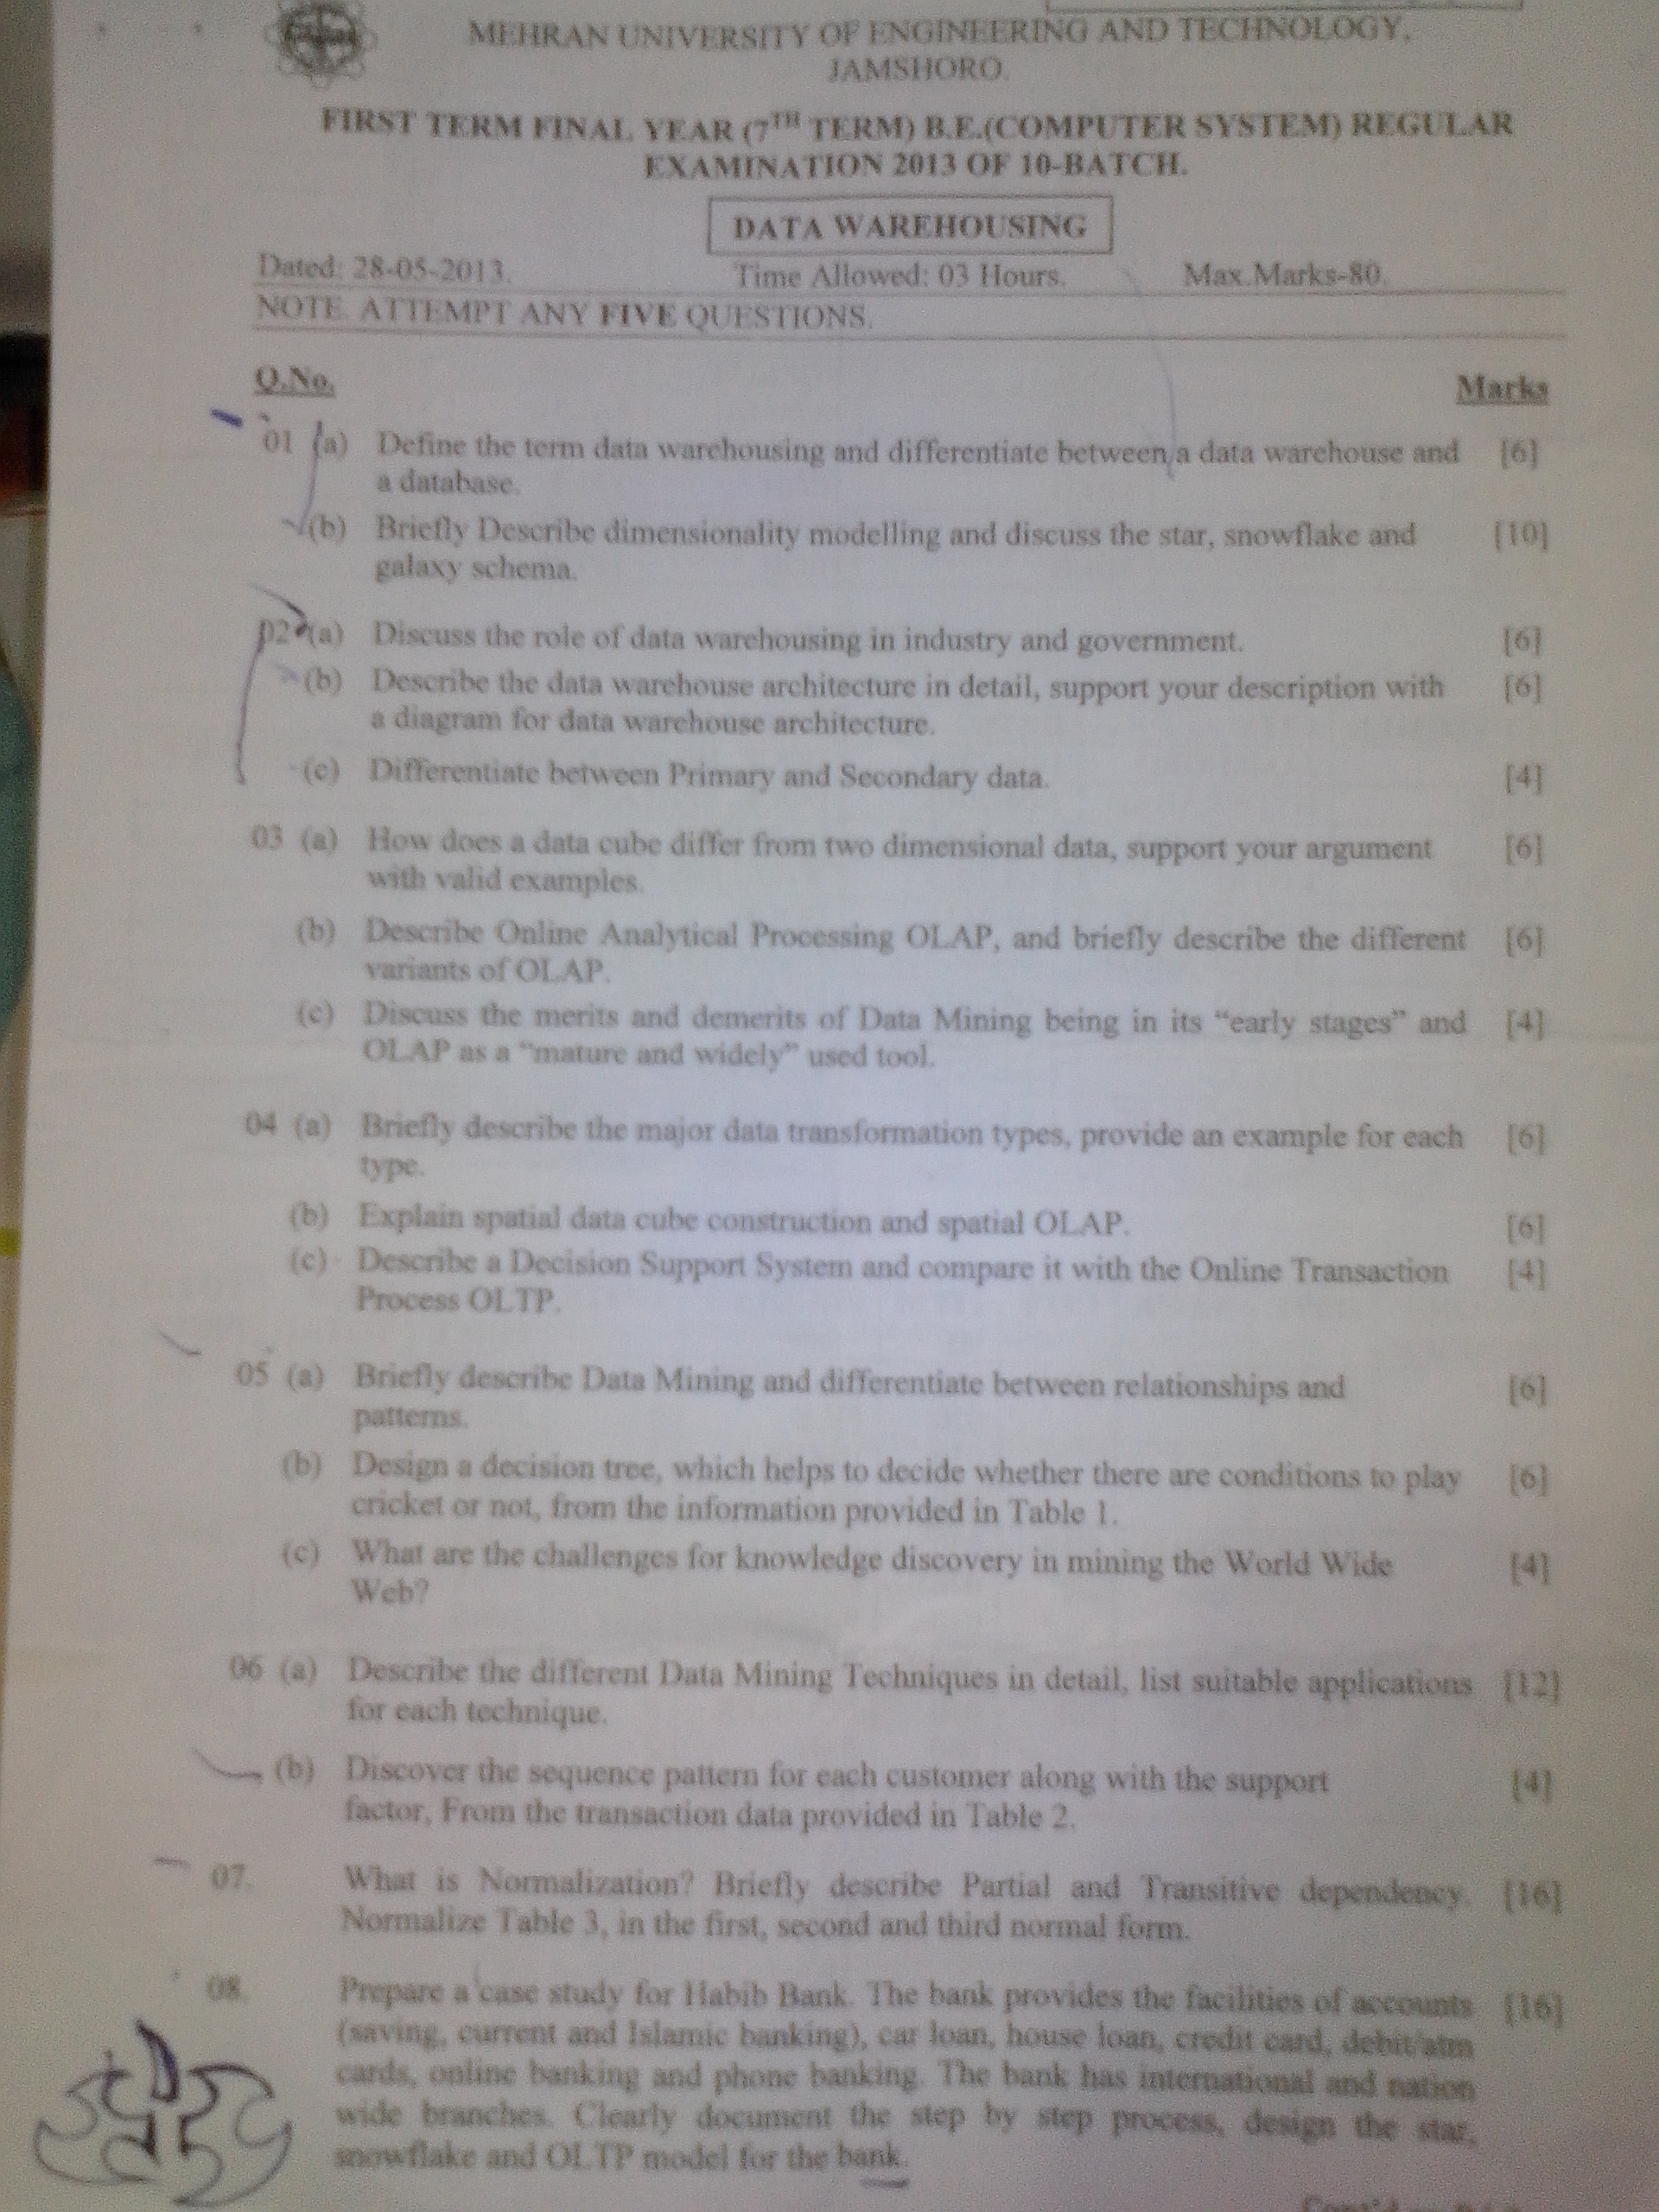 MEHRAN UNIVERSITY OF ENGINEERING AND TECHNOLOGY,
JAMSHORO.
FIRST TERM FINAL YEAR (7TH TERM) B.E.(COMPUTER SYSTEM) REGULAR
EXAMINATION 2013 OF 10-BATCH.
DATA WAREHOUSING
Dated: 28-05-2013. Time Allowed: 03 Hours. Max.Marks-80.
NOTE. ATTEMPT ANY FIVE QUESTIONS.
Q.No. Marks
01 (a) Define the term data warehousing and differentiate between a data warehouse and [6]
a database.
(b) Briefly Describe dimensionality modelling and discuss the star, snowflake and [10]
galaxy schema.
02 (a) Discuss the role of data warehousing in industry and government. [6]
(b) Describe the data warehouse architecture in detail, support your description with [6]
a diagram for data warehouse architecture.
(c) Differentiate between Primary and Secondary data. [4]
03 (a) How does a data cube differ from two dimensional data, support your argument [6]
with valid examples.
(b) Describe Online Analytical Processing OLAP, and briefly describe the different [6]
variants of OLAP.
(c) Discuss the merits and demerits of Data Mining being in its "early stages" and [4]
OLAP as a "mature and widely" used tool.
04 (a) Briefly describe the major data transformation types, provide an example for each [6]
type.
(b) Explain spatial data cube construction and spatial OLAP. [6]
(c) Describe a Decision Support System and compare it with the Online Transaction [4]
Process OLTP.
05 (a) Briefly describe Data Mining and differentiate between relationships and [6]
patterns.
(b) Design a decision tree, which helps to decide whether there are conditions to play [6]
cricket or not, from the information provided in Table 1.
(c) What are the challenges for knowledge discovery in mining the World Wide [4]
Web?
06 (a) Describe the different Data Mining Techniques in detail, list suitable applications [12]
for each technique.
(b) Discover the sequence pattern for each customer along with the support [4]
factor, From the transaction data provided in Table 2.
07. What is Normalization? Briefly describe Partial and Transitive dependency. [16]
Normalize Table 3, in the first, second and third normal form.
08. Prepare a case study for Habib Bank. The bank provides the facilities of accounts [16]
(saving, current and Islamic banking), car loan, house loan, credit card, debit/atm
cards, online banking and phone banking. The bank has international and nation
wide branches. Clearly document the step by step process, design the star,
snowflake and OLTP model for the bank.